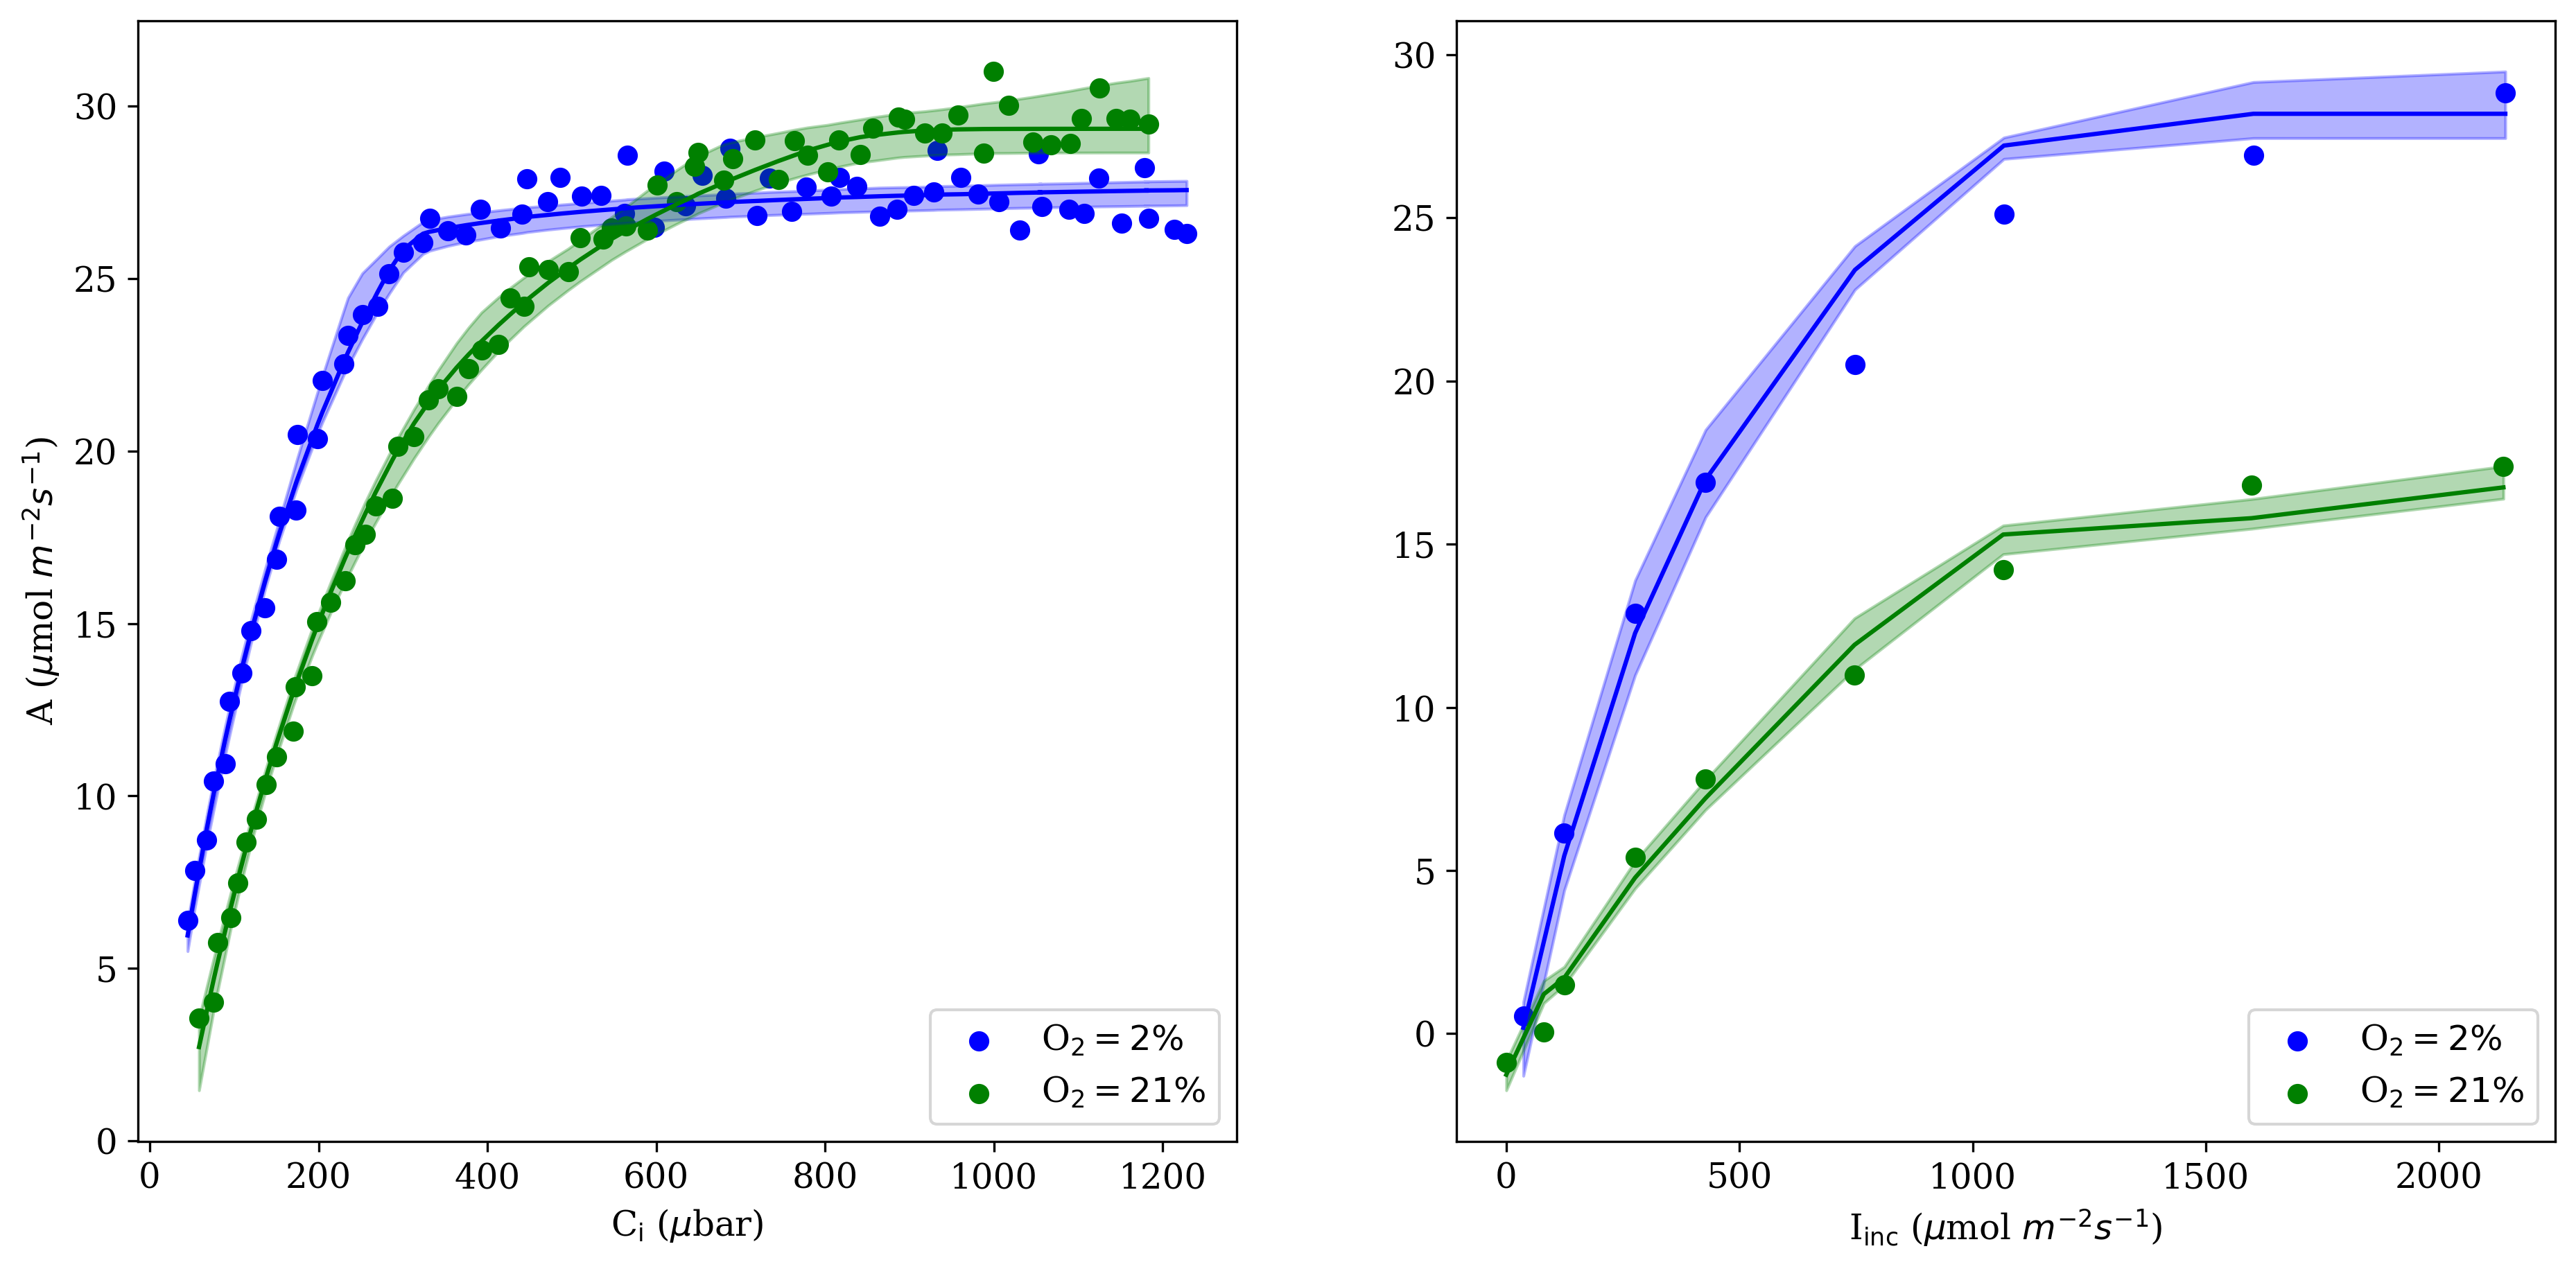 30
25
20
15
10
5
0
A (μmol m⁻²s⁻¹)
0 200 400 600 800 1000 1200
Cᵢ (μbar)
O₂ = 2%
O₂ = 21%
30
25
20
15
10
5
0
0 500 1000 1500 2000
I_inc (μmol m⁻²s⁻¹)
O₂ = 2%
O₂ = 21%